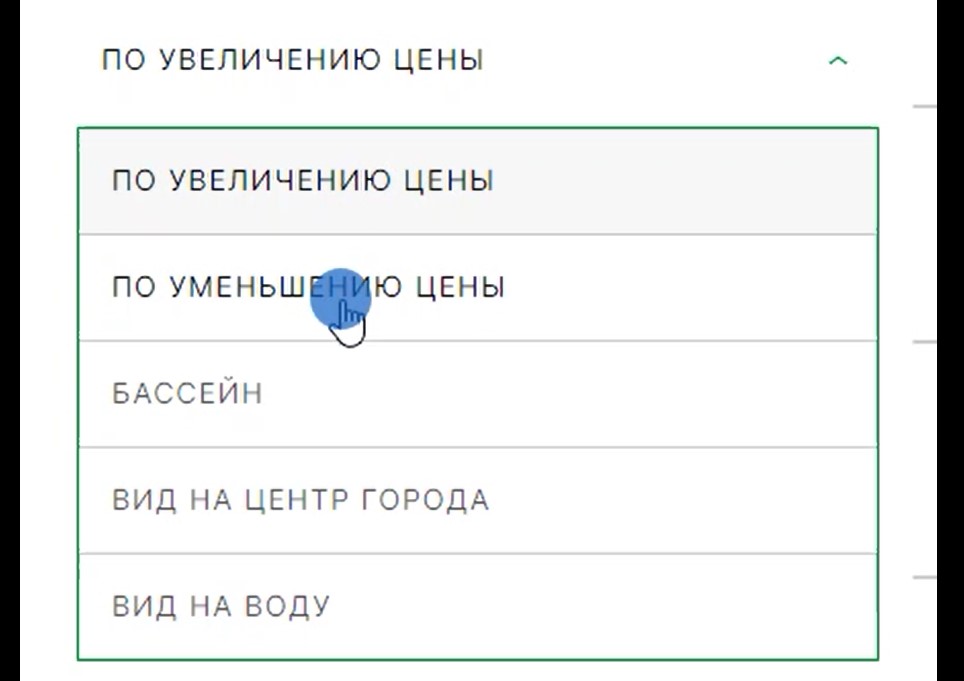 ПО УВЕЛИЧЕНИЮ ЦЕНЫ
ПО УВЕЛИЧЕНИЮ ЦЕНЫ
ПО УМЕНЬШЕНИЮ ЦЕНЫ
БАССЕЙН
ВИД НА ЦЕНТР ГОРОДА
ВИД НА ВОДУ